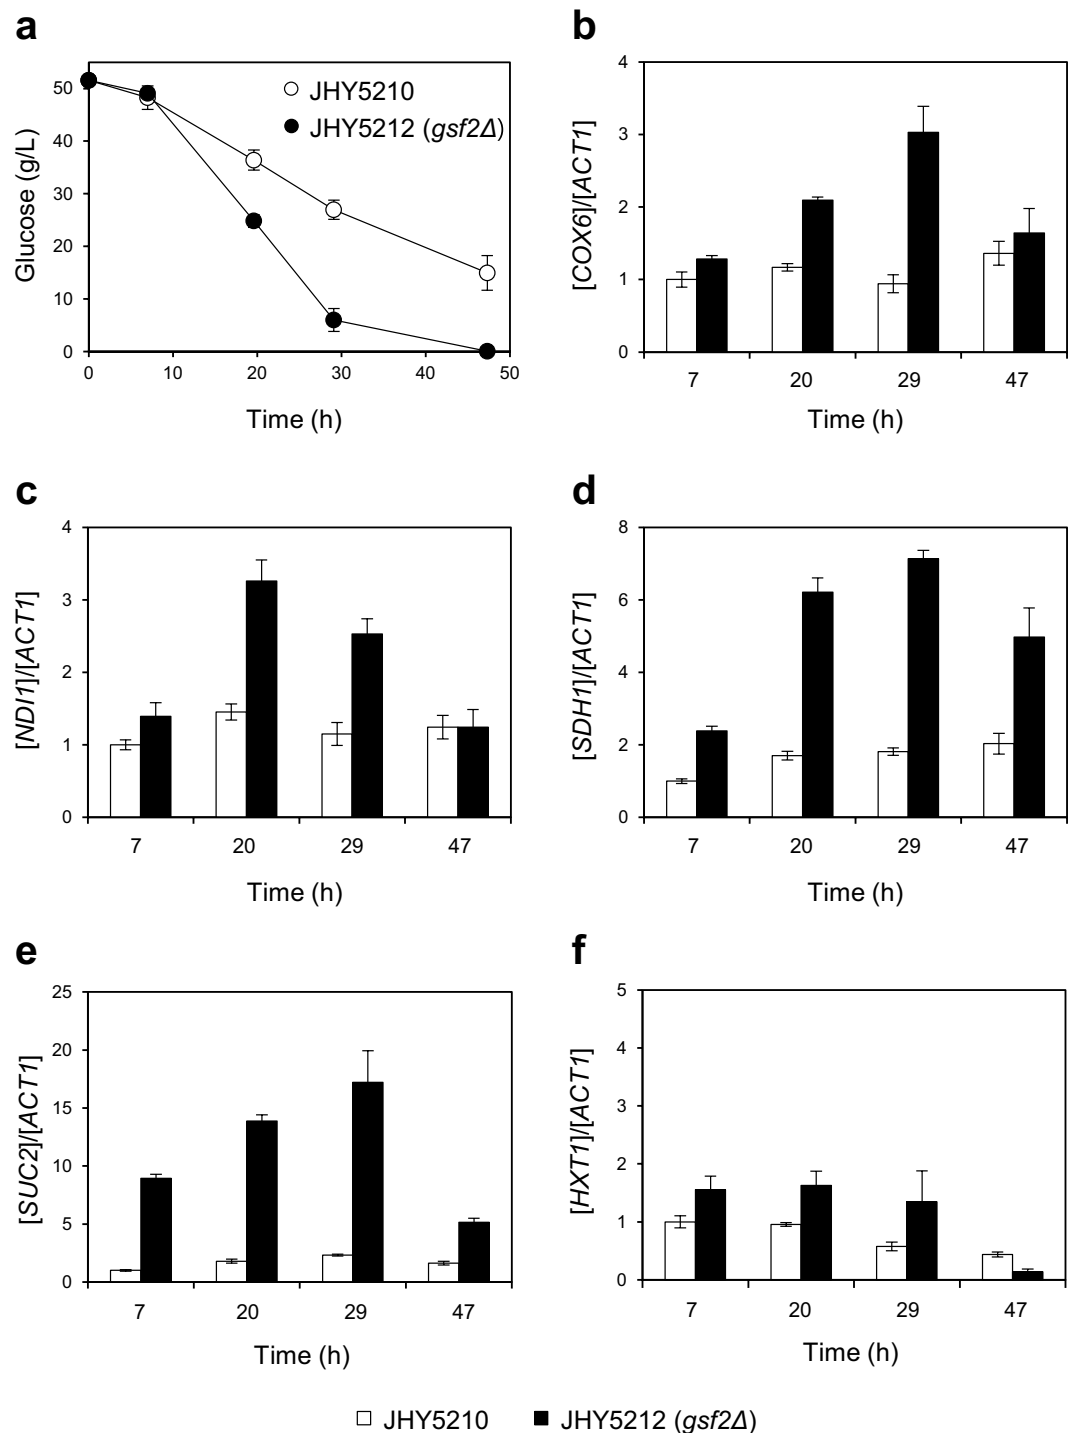 a
50
40
30
20
10
0
Glucose (g/L)
JHY5210
JHY5212 (gsf2Δ)
0 10 20 30 40 50
Time (h)
b
4
3
2
1
0
[COX6]/[ACT1]
7 20 29 47
Time (h)
c
4
3
2
1
0
[NDI1]/[ACT1]
7 20 29 47
Time (h)
d
8
6
4
2
0
[SDH1]/[ACT1]
7 20 29 47
Time (h)
e
25
20
15
10
5
0
[SUC2]/[ACT1]
7 20 29 47
Time (h)
f
5
4
3
2
1
0
[HXT1]/[ACT1]
7 20 29 47
Time (h)
JHY5210 JHY5212 (gsf2Δ)